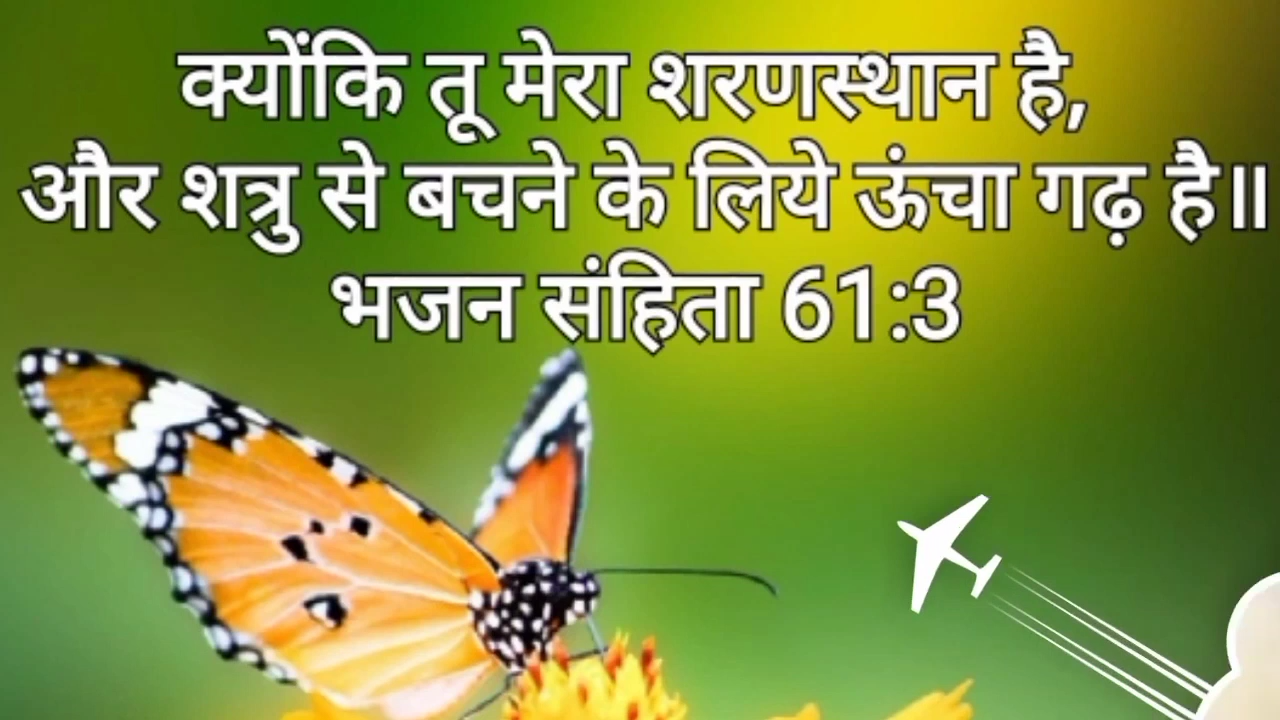 क्योंकि तू मेरा शरणस्थान है,
और शत्रु से बचने के लिये ऊंचा गढ़ है॥
भजन संहिता 61:3